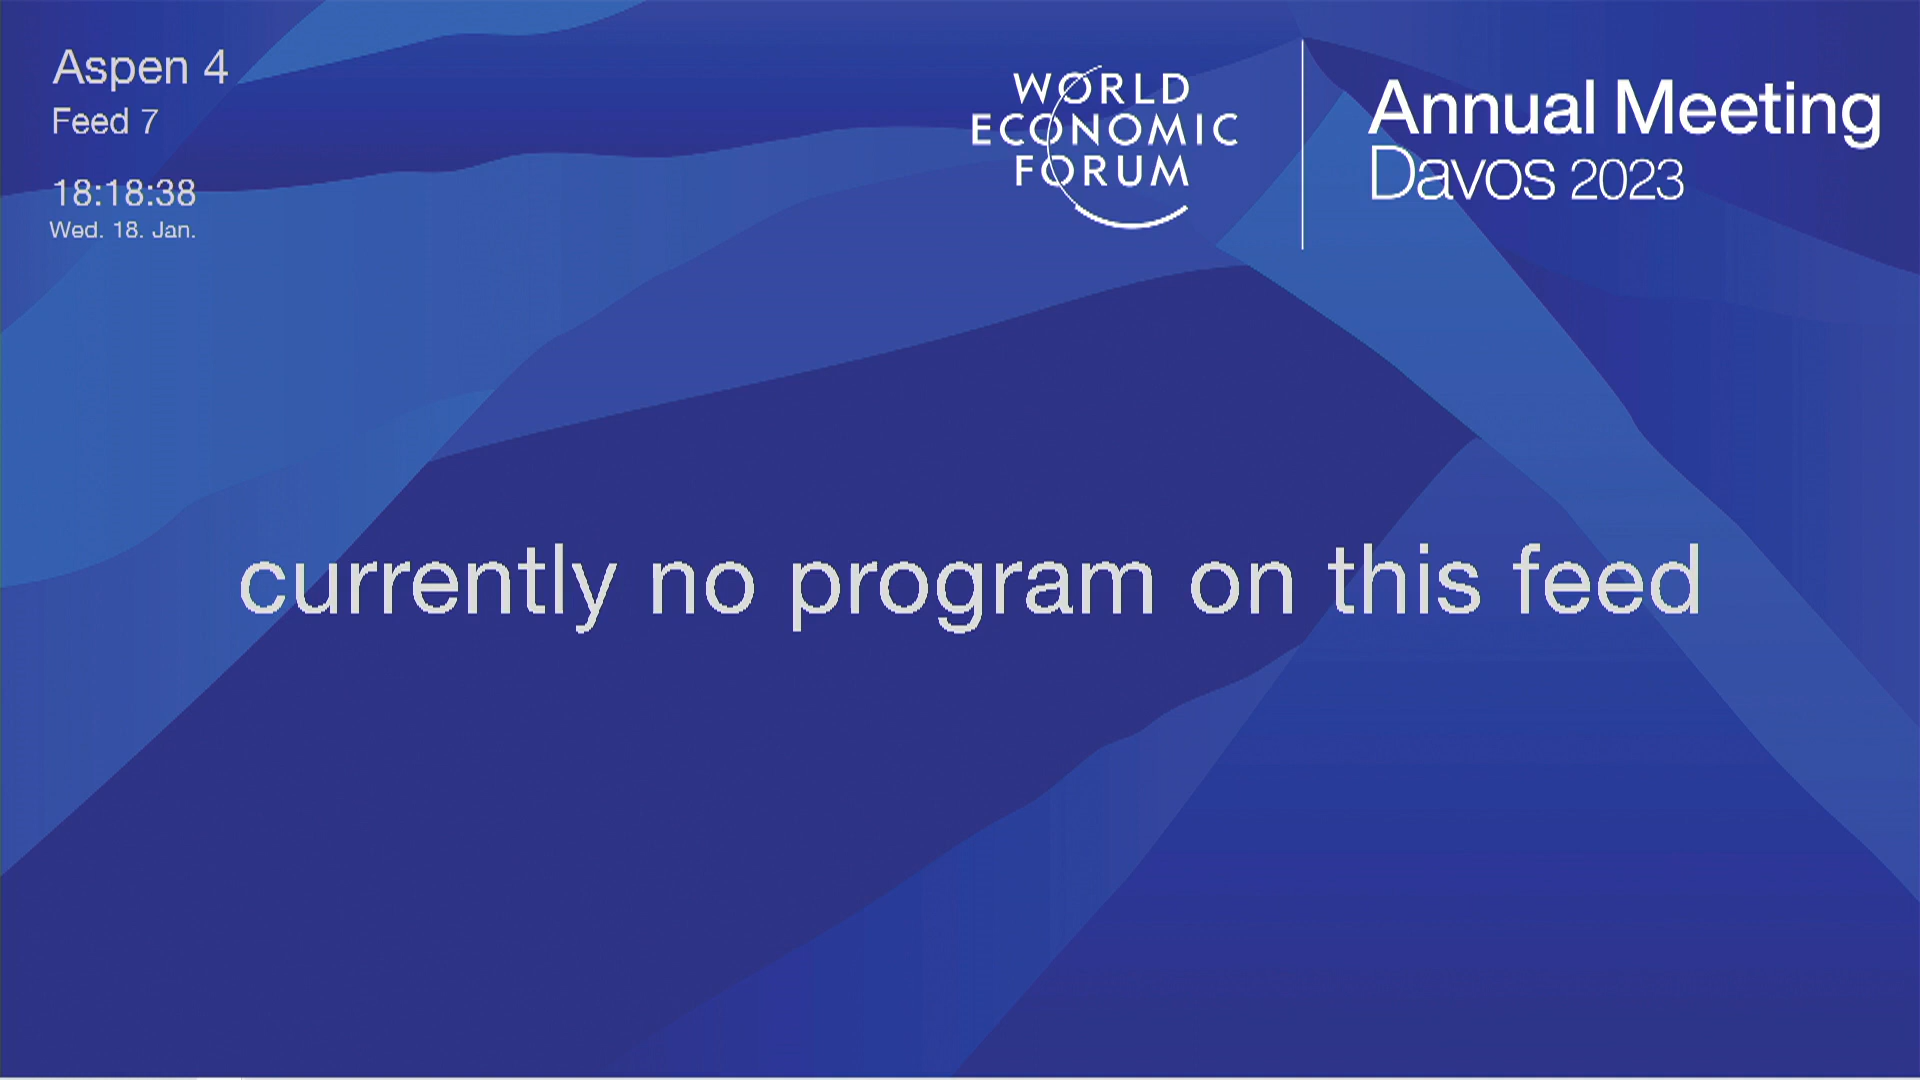 Aspen 4
Feed 7
18:18:38
Wed. 18. Jan.
WORLD
ECONOMIC
FORUM
Annual Meeting
Davos 2023
currently no program on this feed